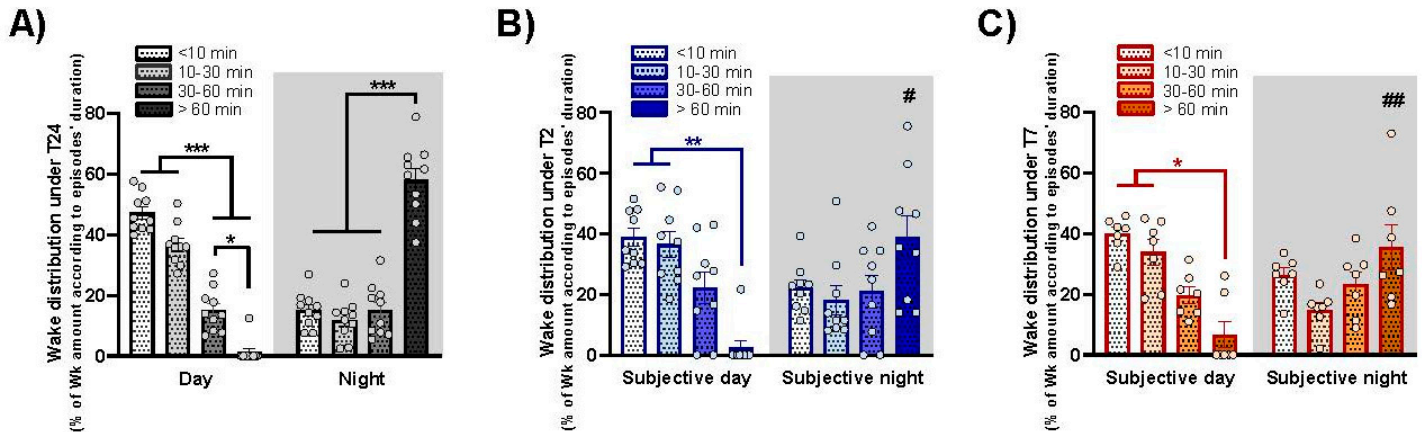 A)
<10 min
10-30 min
30-60 min
> 60 min
Wake distribution under T24
(% of Wk amount according to episodes' duration)
80
60
40
20
0
***
*
***
Day
Night
B)
<10 min
10-30 min
30-60 min
> 60 min
Wake distribution under T2
(% of Wk amount according to episodes' duration)
80
60
40
20
0
**
#
Subjective day
Subjective night
C)
<10 min
10-30 min
30-60 min
> 60 min
Wake distribution under T7
(% of Wk amount according to episodes' duration)
80
60
40
20
0
*
##
Subjective day
Subjective night